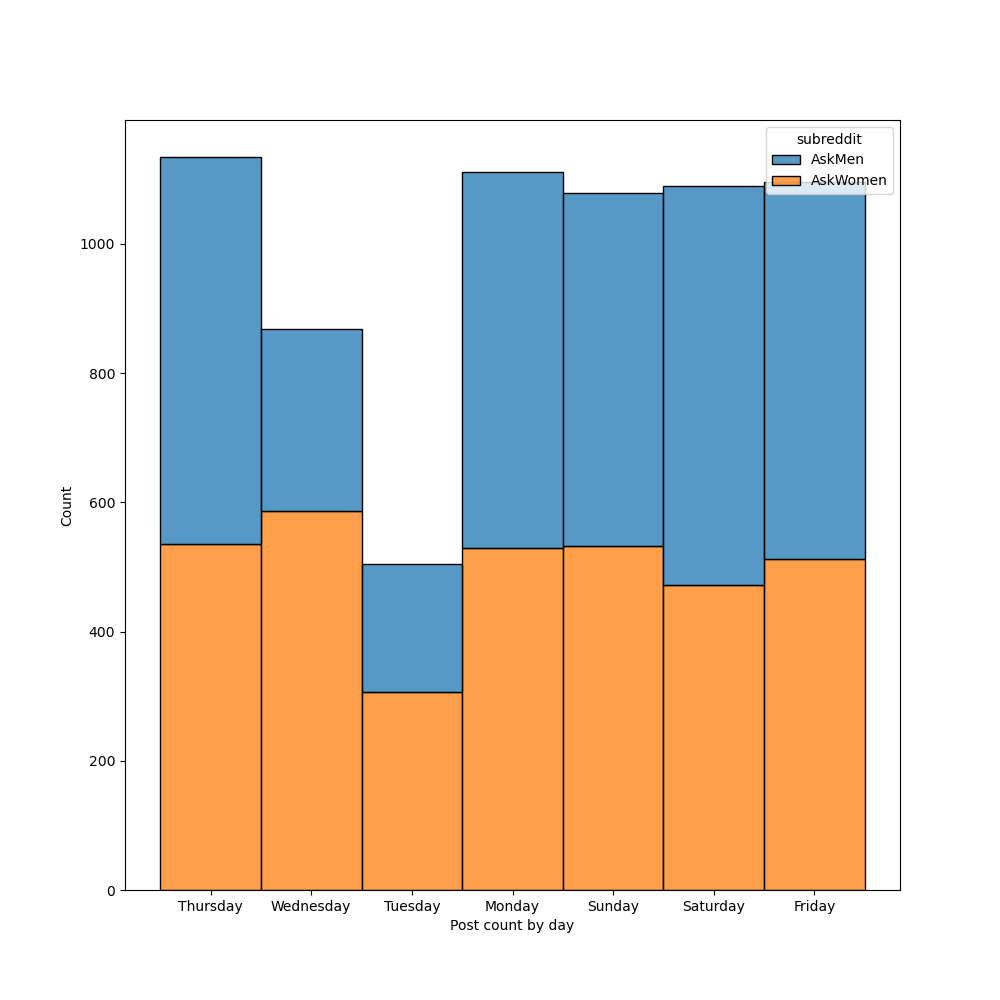 subreddit
AskMen
AskWomen
1000
800
600
400
200
0
Count
Thursday Wednesday Tuesday Monday Sunday Saturday Friday
Post count by day